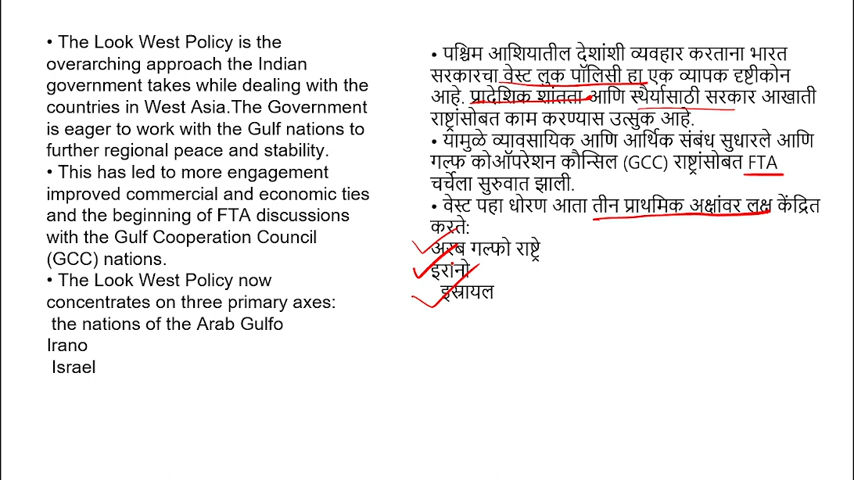 • The Look West Policy is the
overarching approach the Indian
government takes while dealing with the
countries in West Asia.The Government
is eager to work with the Gulf nations to
further regional peace and stability.
• This has led to more engagement
improved commercial and economic ties
and the beginning of FTA discussions
with the Gulf Cooperation Council
(GCC) nations.
• The Look West Policy now
concentrates on three primary axes:
the nations of the Arab Gulfo
Irano
Israel
• पश्चिम आशियातील देशांशी व्यवहार करताना भारत
सरकारचा वेस्ट लुक पॉलिसी हा एक व्यापक दृष्टीकोन
आहे. प्रादेशिक शांतता आणि स्थैर्यासाठी सरकार आखाती
राष्ट्रांसोबत काम करण्यास उत्सुक आहे.
• यामुळे व्यावसायिक आणि आर्थिक संबंध सुधारले आणि
गल्फ कोऑपरेशन कौन्सिल (GCC) राष्ट्रांसोबत FTA
चर्चेला सुरुवात झाली.
• वेस्ट पहा धोरण आता तीन प्राथमिक अक्षांवर लक्ष केंद्रित
करते:
अरब गल्फो राष्ट्रे
इरानो
इस्रायल